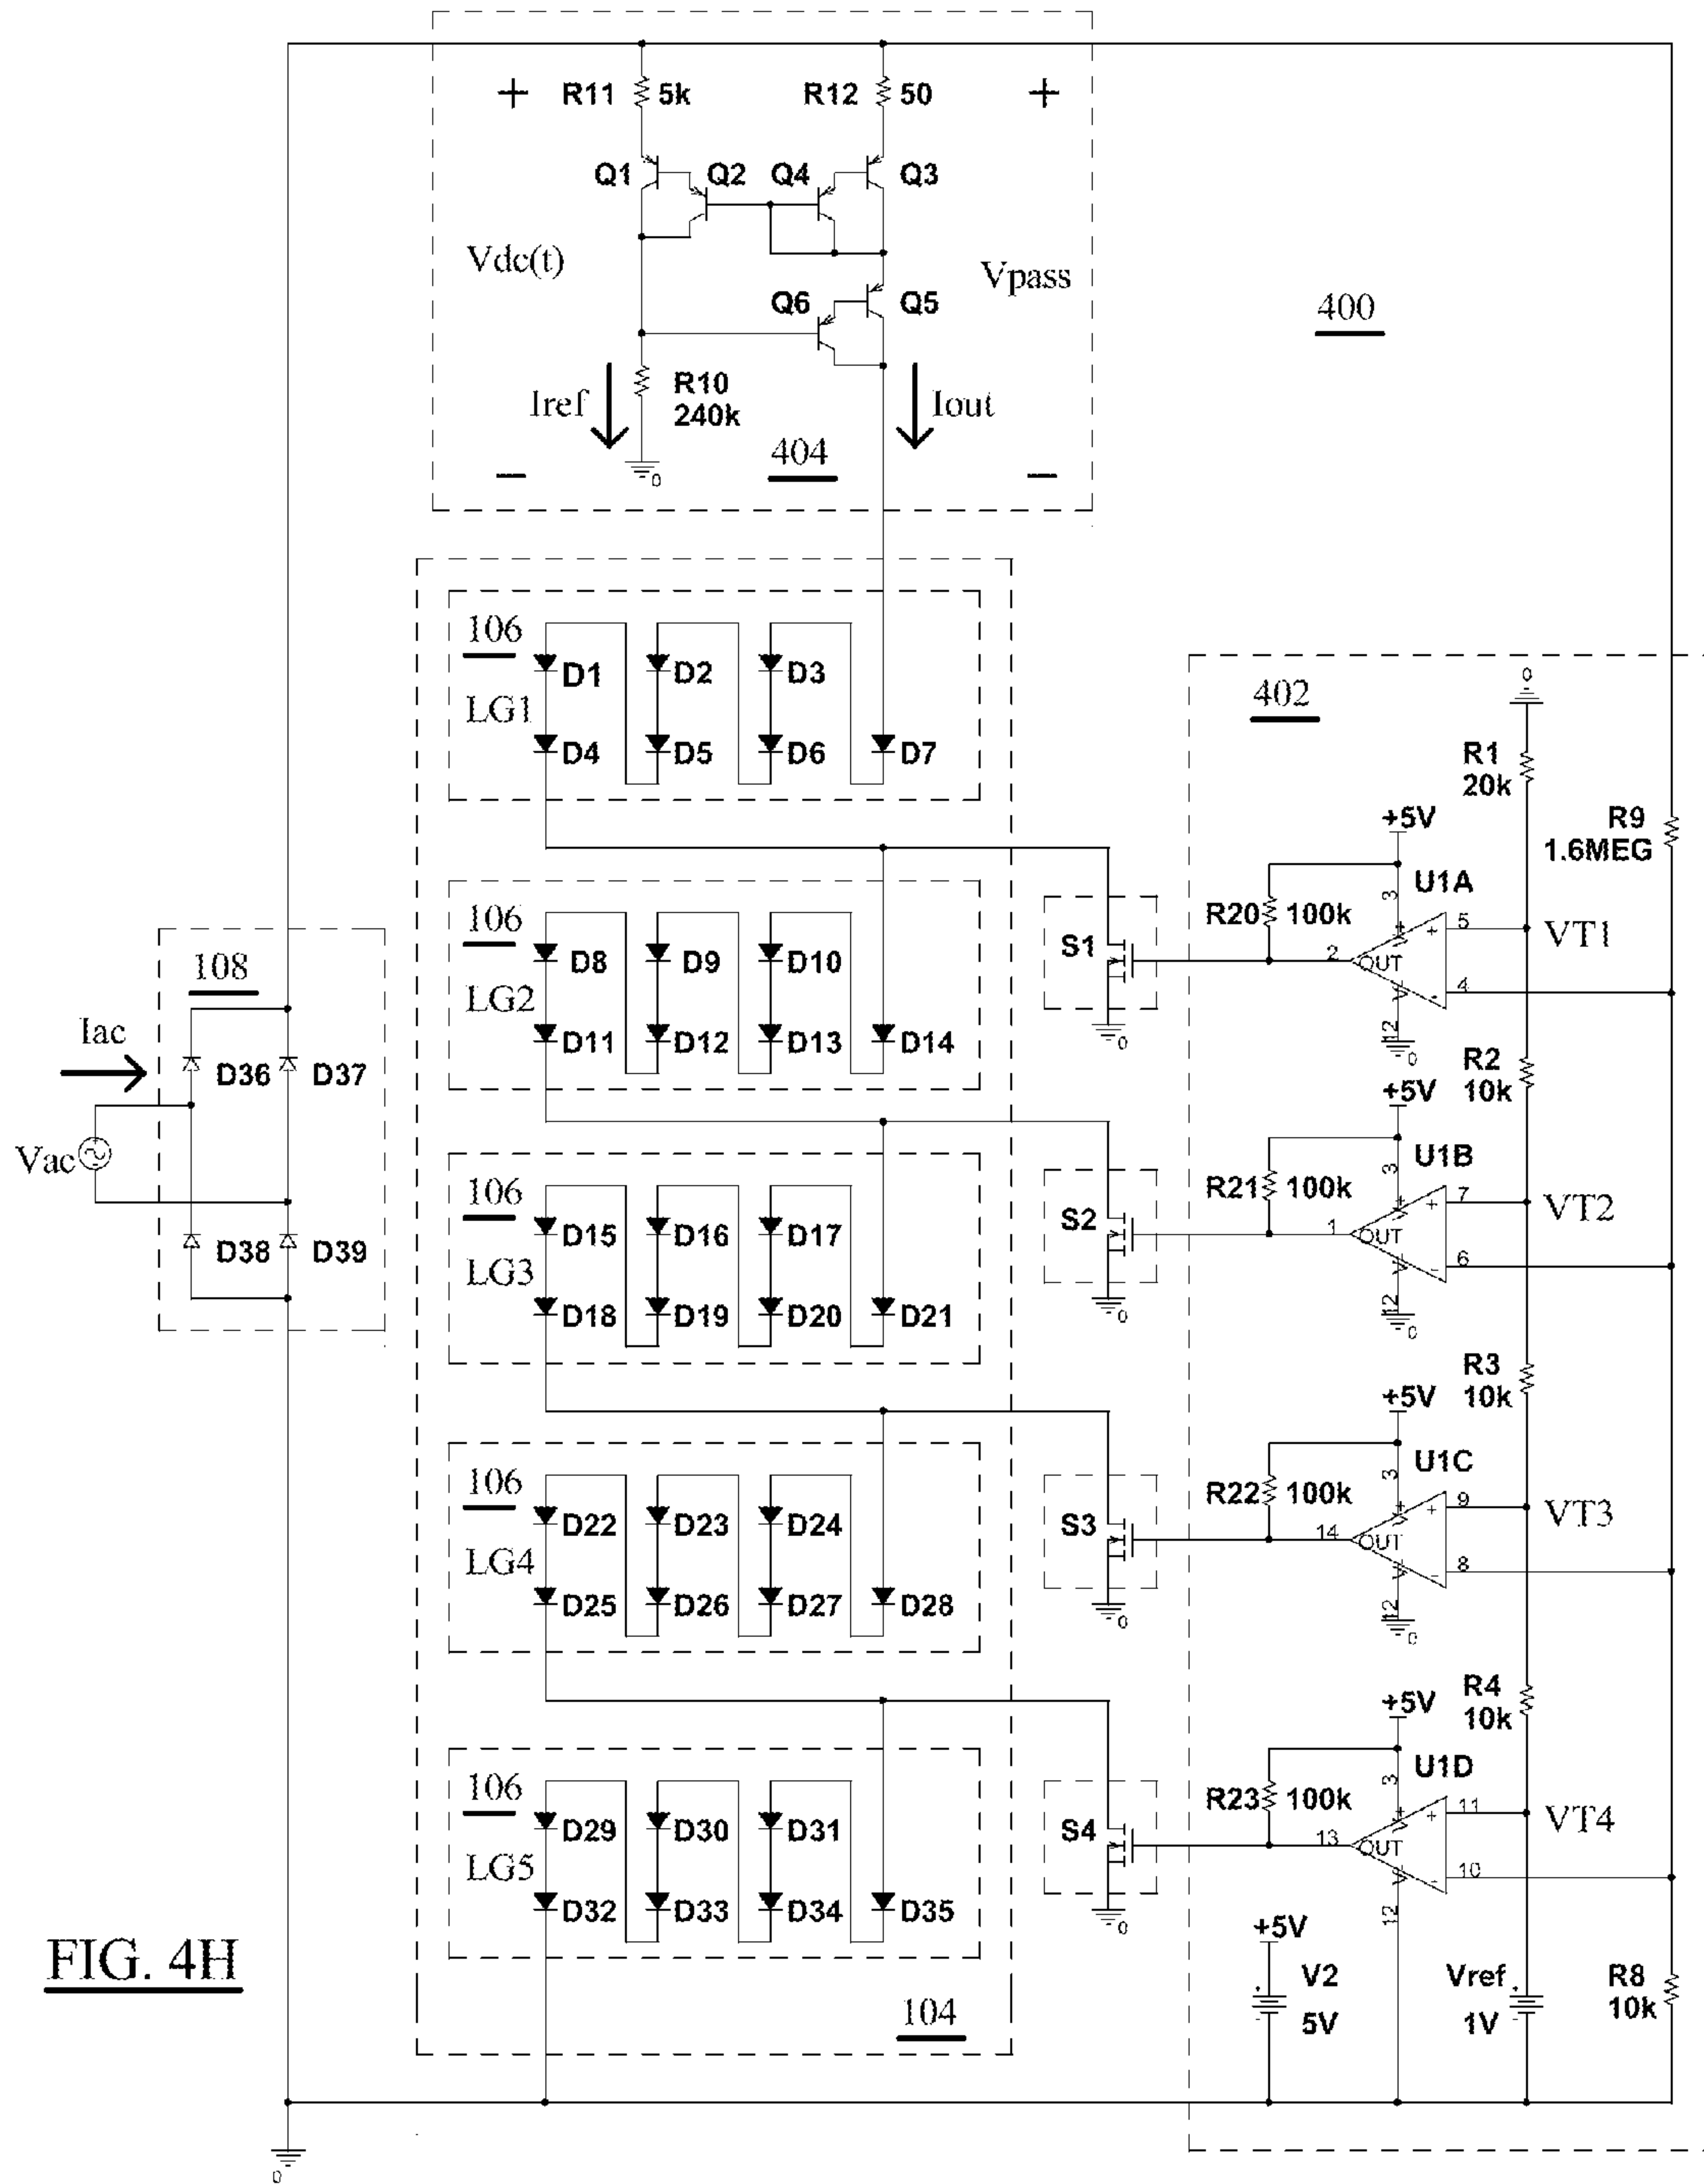 + R11 5k R12 50 +
Q1 Q2 Q4 Q3
Vdc(t) Vpass
Q6 Q5
400
Iref R10 240k Iout
404
− −
0
106
LG1
D1 D2 D3
D4 D5 D6 D7
106
LG2
D8 D9 D10
D11 D12 D13 D14
106
LG3
D15 D16 D17
D18 D19 D20 D21
106
LG4
D22 D23 D24
D25 D26 D27 D28
106
LG5
D29 D30 D31
D32 D33 D34 D35
104
108
Iac
D36 D37
Vac
D38 D39
0
S1
0
S2
0
S3
0
S4
0
402
0
R1
20k
R9
1.6MEG
+5V
U1A
R20 100k
3
5 + VT1
2 OUT
4 -
V
12
0
R2
10k
+5V
U1B
R21 100k
3
7 + VT2
1 OUT
6 -
V
12
0
R3
10k
+5V
U1C
R22 100k
3
9 + VT3
14 OUT
8 -
V
12
0
R4
10k
+5V
U1D
R23 100k
3
11 + VT4
13 OUT
10 -
V
12
+5V
V2
5V
Vref
1V
R8
10k
FIG. 4H